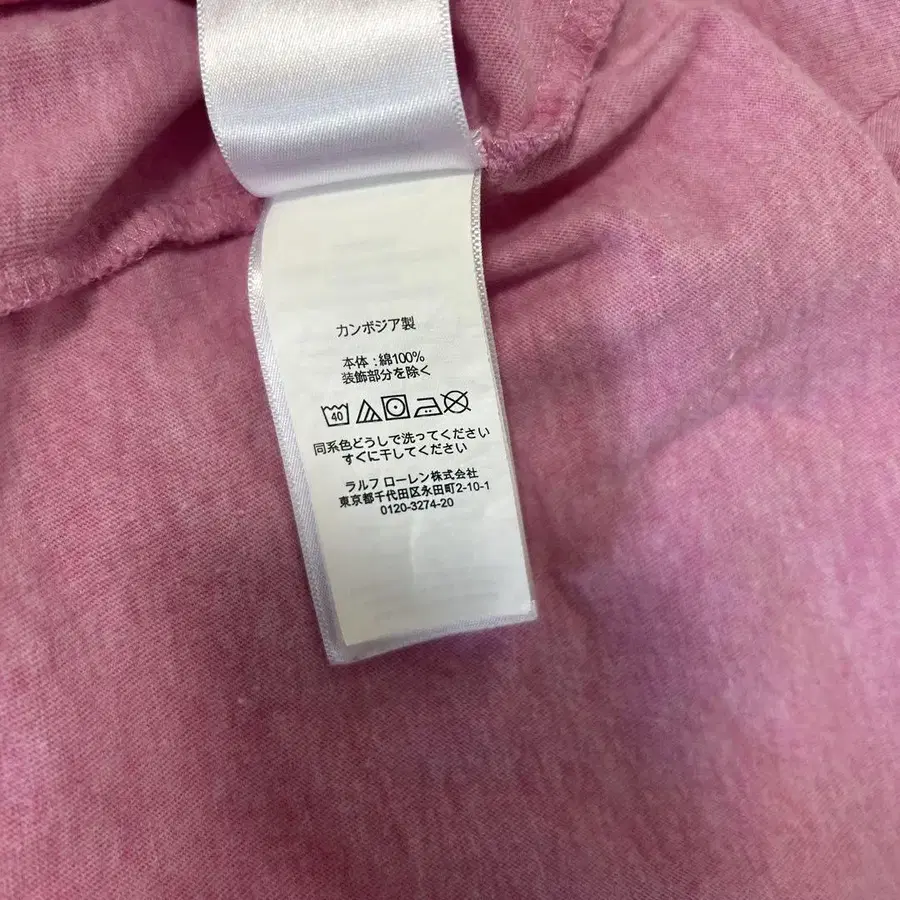 カンボジア製
本体 : 綿100%
装飾部分を除く
40
同系色どうしで洗ってください
すぐに干してください
ラルフ ローレン株式会社
東京都千代田区永田町2-10-1
0120-3274-20